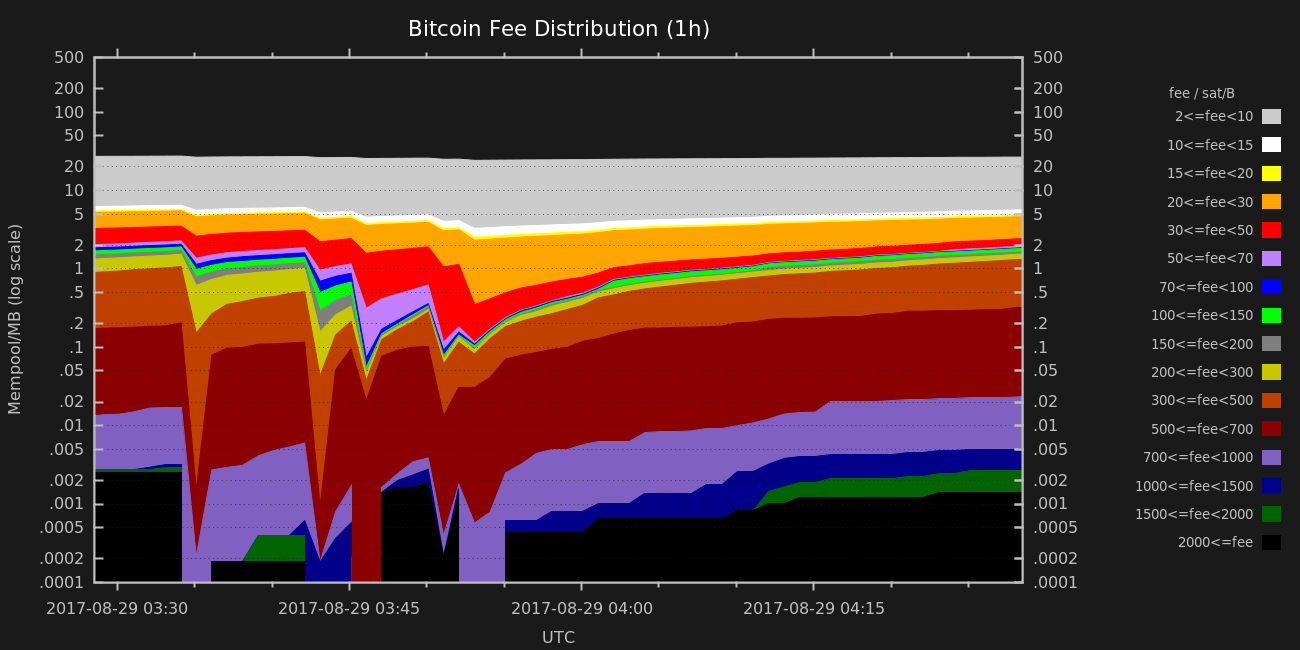 Bitcoin Fee Distribution (1h)
500
200
100
50
20
10
5
2
1
.5
.2
.1
.05
.02
.01
.005
.002
.001
.0005
.0002
.0001
Mempool/MB (log scale)
500
200
100
50
20
10
5
2
1
.5
.2
.1
.05
.02
.01
.005
.002
.001
.0005
.0002
.0001
2017-08-29 03:30
2017-08-29 03:45
2017-08-29 04:00
2017-08-29 04:15
UTC
fee / sat/B
2<=fee<10
10<=fee<15
15<=fee<20
20<=fee<30
30<=fee<50
50<=fee<70
70<=fee<100
100<=fee<150
150<=fee<200
200<=fee<300
300<=fee<500
500<=fee<700
700<=fee<1000
1000<=fee<1500
1500<=fee<2000
2000<=fee